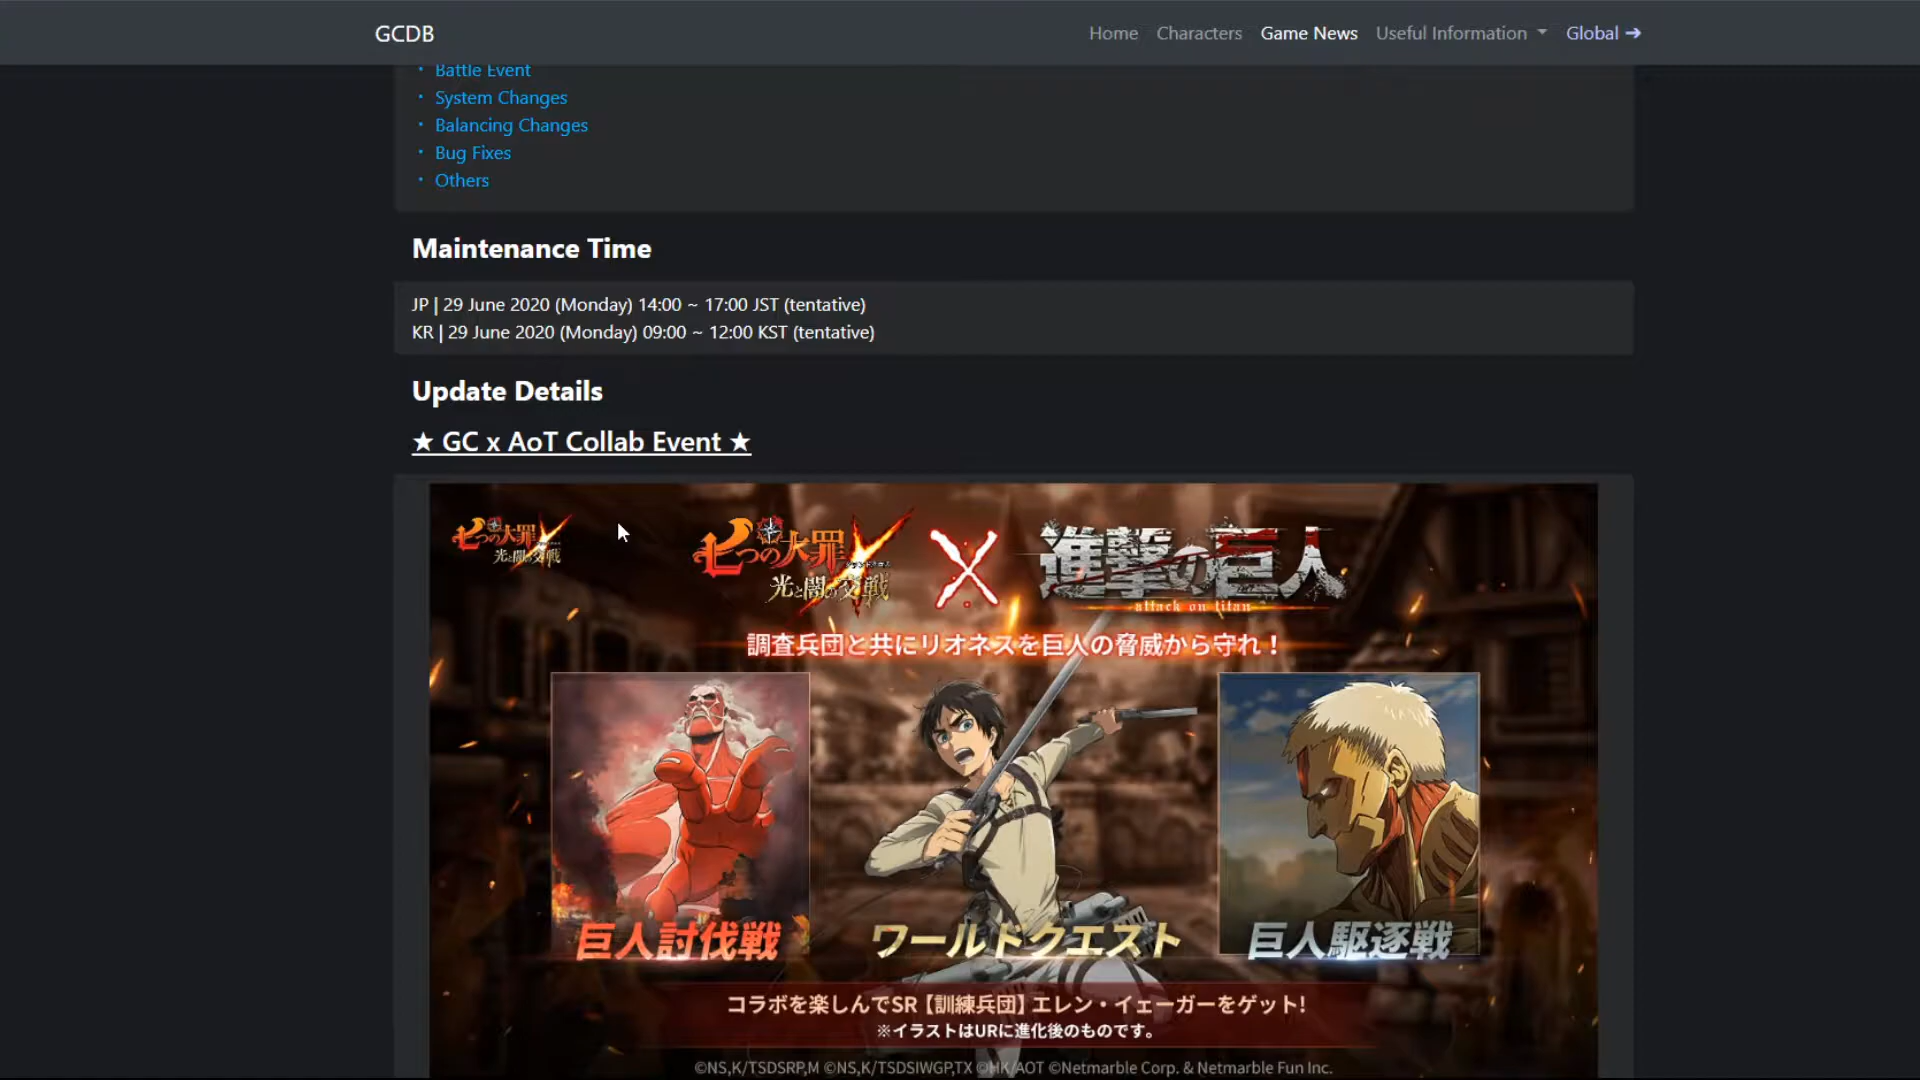 GCDB
Home Characters Game News Useful Information Global ➔
Battle Event
System Changes
Balancing Changes
Bug Fixes
Others
Maintenance Time
JP | 29 June 2020 (Monday) 14:00 ~ 17:00 JST (tentative)
KR | 29 June 2020 (Monday) 09:00 ~ 12:00 KST (tentative)
Update Details
★ GC x AoT Collab Event ★
七つの大罪
光と闇の交戦
七つの大罪
光と闇の交戦
X
進撃の巨人
attack on titan
調査兵団と共にリオネスを巨人の脅威から守れ！
巨人討伐戦
ワールドクエスト
巨人駆逐戦
コラボを楽しんでSR【訓練兵団】エレン・イェーガーをゲット!
※イラストはURに進化後のものです。
©NS,K/TSDSRP,M ©NS,K/TSDSIWGP,TX ©HK/AOT ©Netmarble Corp. & Netmarble Fun Inc.